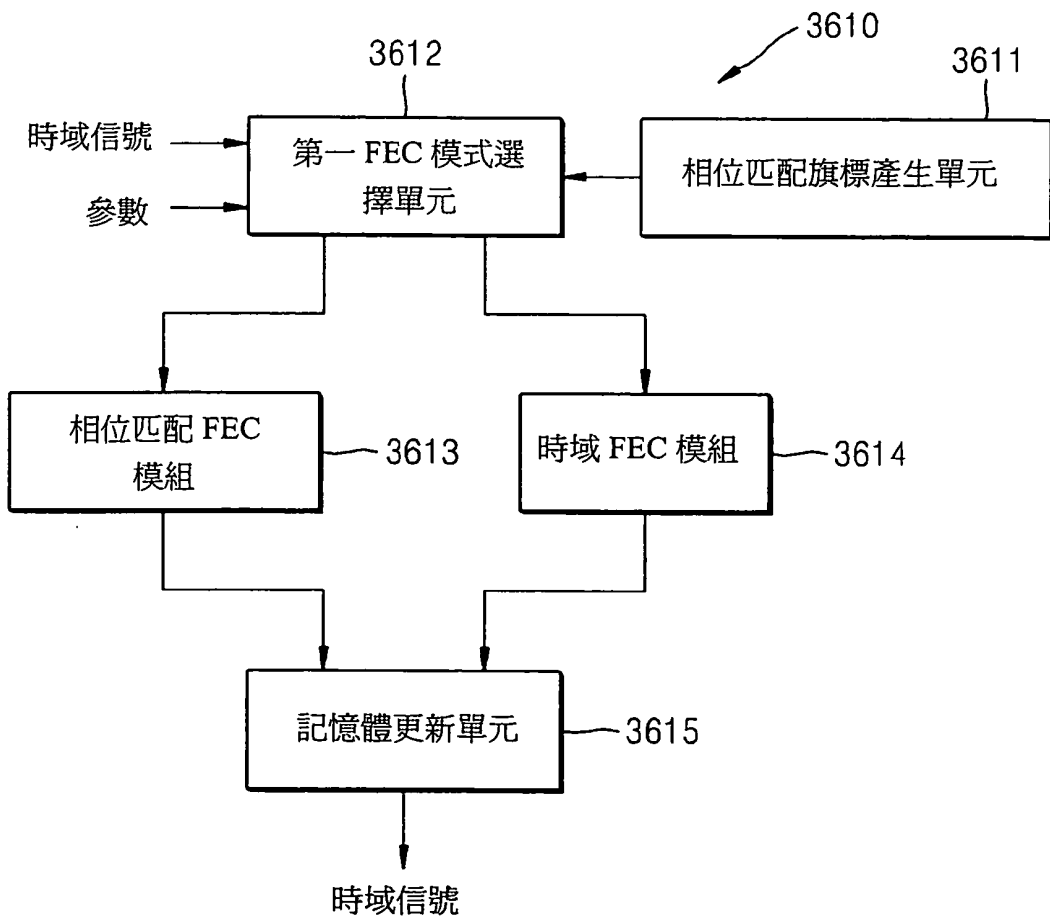 3610
3612
3611
時域信號
參數
第一 FEC 模式選
擇單元
相位匹配旗標產生單元
相位匹配 FEC
模組
3613
時域 FEC 模組
3614
記憶體更新單元
3615
時域信號